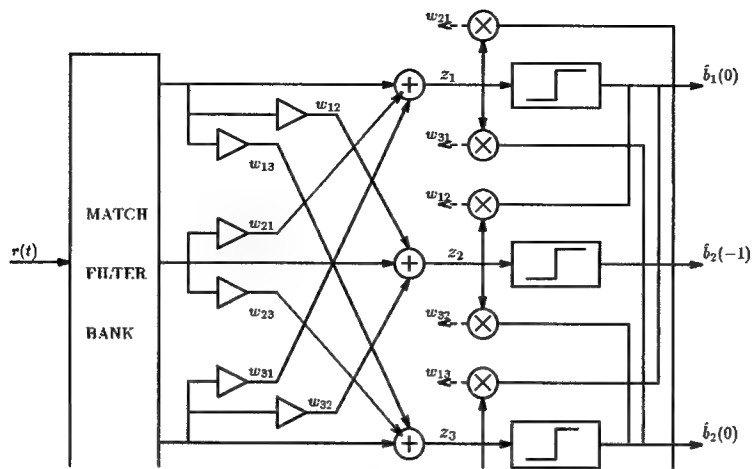 w₂₁
z₁
b̂₁(0)
w₁₂
w₃₁
w₁₃
w₁₂
MATCH
w₂₁
r(t)
z₂
b̂₂(−1)
FILTER
w₂₃
w₃₂
BANK
w₃₁
w₁₃
w₃₂
z₃
b̂₂(0)